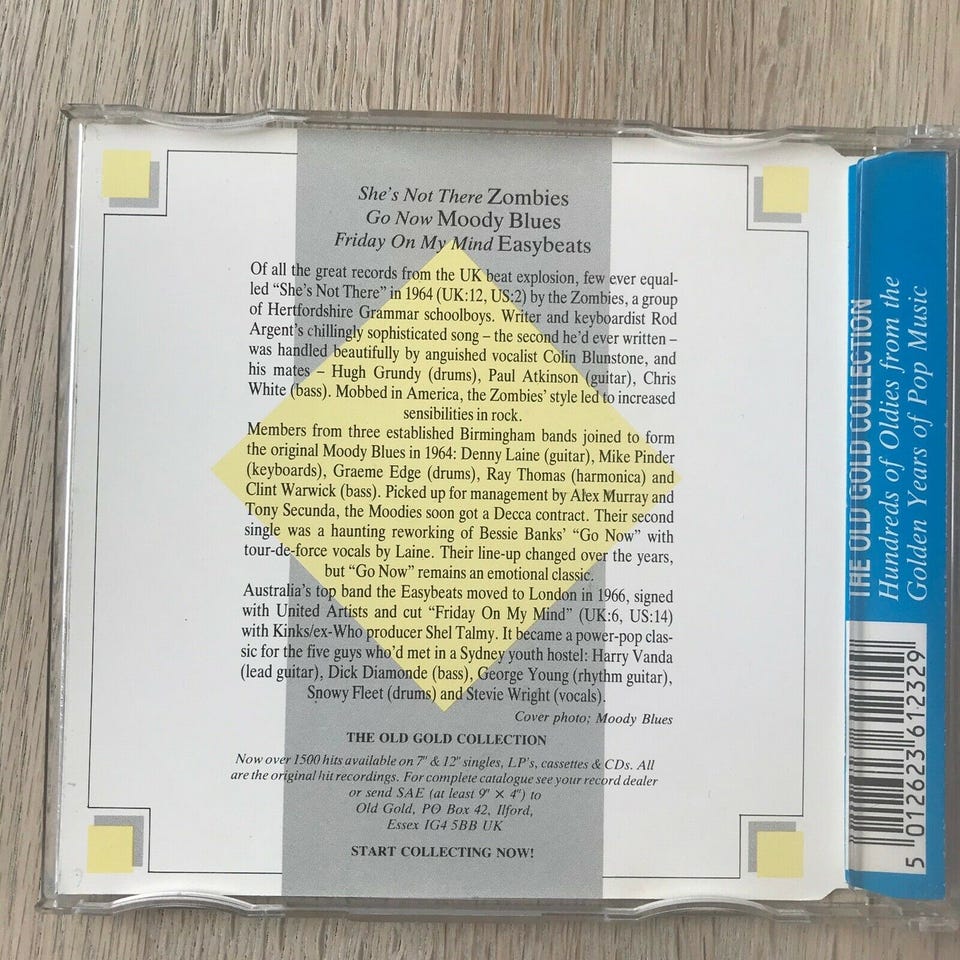 She's Not There Zombies
Go Now Moody Blues
Friday On My Mind Easybeats
Of all the great records from the UK beat explosion, few ever equal-
led "She's Not There" in 1964 (UK:12, US:2) by the Zombies, a group
of Hertfordshire Grammar schoolboys. Writer and keyboardist Rod
Argent's chillingly sophisticated song – the second he'd ever written –
was handled beautifully by anguished vocalist Colin Blunstone, and
his mates – Hugh Grundy (drums), Paul Atkinson (guitar), Chris
White (bass). Mobbed in America, the Zombies' style led to increased
sensibilities in rock.
Members from three established Birmingham bands joined to form
the original Moody Blues in 1964: Denny Laine (guitar), Mike Pinder
(keyboards), Graeme Edge (drums), Ray Thomas (harmonica) and
Clint Warwick (bass). Picked up for management by Alex Murray and
Tony Secunda, the Moodies soon got a Decca contract. Their second
single was a haunting reworking of Bessie Banks' "Go Now" with
tour-de-force vocals by Laine. Their line-up changed over the years,
but "Go Now" remains an emotional classic.
Australia's top band the Easybeats moved to London in 1966, signed
with United Artists and cut "Friday On My Mind" (UK:6, US:14)
with Kinks/ex-Who producer Shel Talmy. It became a power-pop clas-
sic for the five guys who'd met in a Sydney youth hostel: Harry Vanda
(lead guitar), Dick Diamonde (bass), George Young (rhythm guitar),
Snowy Fleet (drums) and Stevie Wright (vocals).
Cover photo; Moody Blues
THE OLD GOLD COLLECTION
Now over 1500 hits available on 7" & 12" singles, LP's, cassettes & CDs. All
are the original hit recordings. For complete catalogue see your record dealer
or send SAE (at least 9" × 4") to
Old Gold, PO Box 42, Ilford,
Essex IG4 5BB UK
START COLLECTING NOW!
THE OLD GOLD COLLECTION
Hundreds of Oldies from the
Golden Years of Pop Music
5 012623 612329